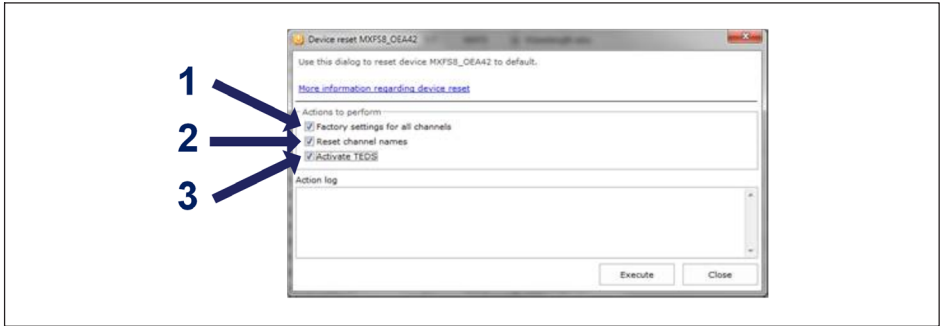 Device reset MXFS8_OEA42
Use this dialog to reset device MXFS8_OEA42 to default.
More information regarding device reset
Actions to perform
1
Factory settings for all channels
2
Reset channel names
3
Activate TEDS
Action log
Execute
Close